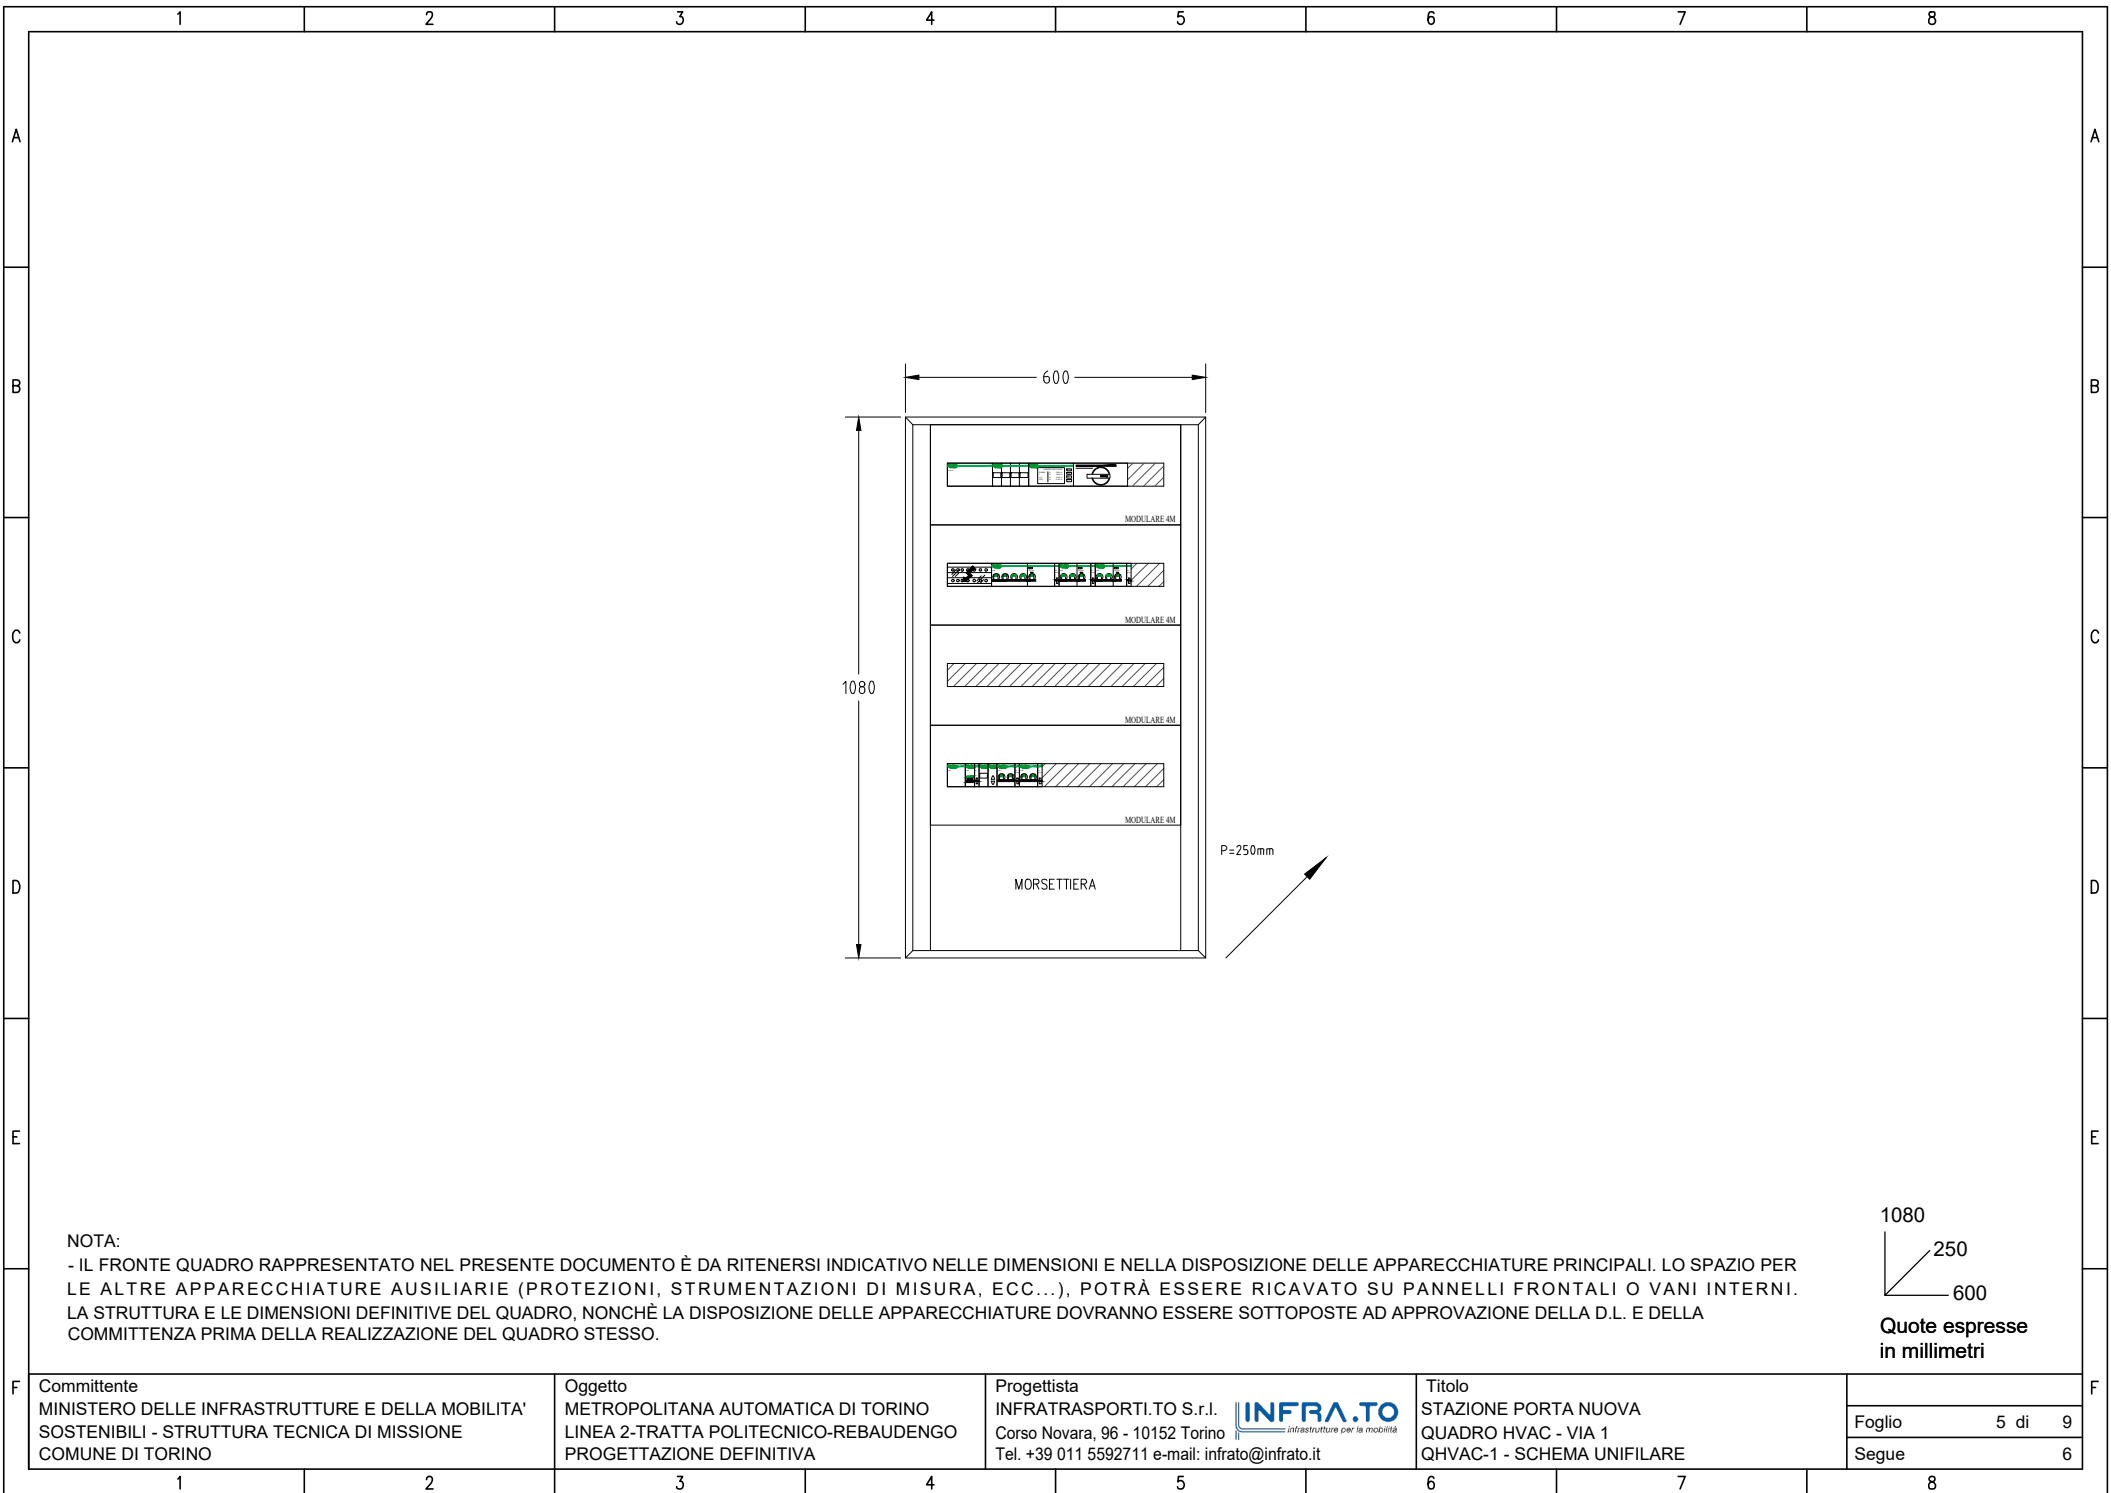 1 2 3 4 5 6 7 8
A A
B B
C C
D D
E E
F F
600
1080
MODULARE 4M
MODULARE 4M
MODULARE 4M
MODULARE 4M
MORSETTIERA
P=250mm
NOTA:
- IL FRONTE QUADRO RAPPRESENTATO NEL PRESENTE DOCUMENTO È DA RITENERSI INDICATIVO NELLE DIMENSIONI E NELLA DISPOSIZIONE DELLE APPARECCHIATURE PRINCIPALI. LO SPAZIO PER
LE ALTRE APPARECCHIATURE AUSILIARIE (PROTEZIONI, STRUMENTAZIONI DI MISURA, ECC...), POTRÀ ESSERE RICAVATO SU PANNELLI FRONTALI O VANI INTERNI.
LA STRUTTURA E LE DIMENSIONI DEFINITIVE DEL QUADRO, NONCHÈ LA DISPOSIZIONE DELLE APPARECCHIATURE DOVRANNO ESSERE SOTTOPOSTE AD APPROVAZIONE DELLA D.L. E DELLA
COMMITTENZA PRIMA DELLA REALIZZAZIONE DEL QUADRO STESSO.
1080
250
600
Quote espresse
in millimetri
Committente
MINISTERO DELLE INFRASTRUTTURE E DELLA MOBILITA'
SOSTENIBILI - STRUTTURA TECNICA DI MISSIONE
COMUNE DI TORINO
Oggetto
METROPOLITANA AUTOMATICA DI TORINO
LINEA 2-TRATTA POLITECNICO-REBAUDENGO
PROGETTAZIONE DEFINITIVA
Progettista
INFRATRASPORTI.TO S.r.l.
Corso Novara, 96 - 10152 Torino
Tel. +39 011 5592711 e-mail: infrato@infrato.it
INFRA.TO
infrastrutture per la mobilità
Titolo
STAZIONE PORTA NUOVA
QUADRO HVAC - VIA 1
QHVAC-1 - SCHEMA UNIFILARE
Foglio 5 di 9
Segue 6
1 2 3 4 5 6 7 8